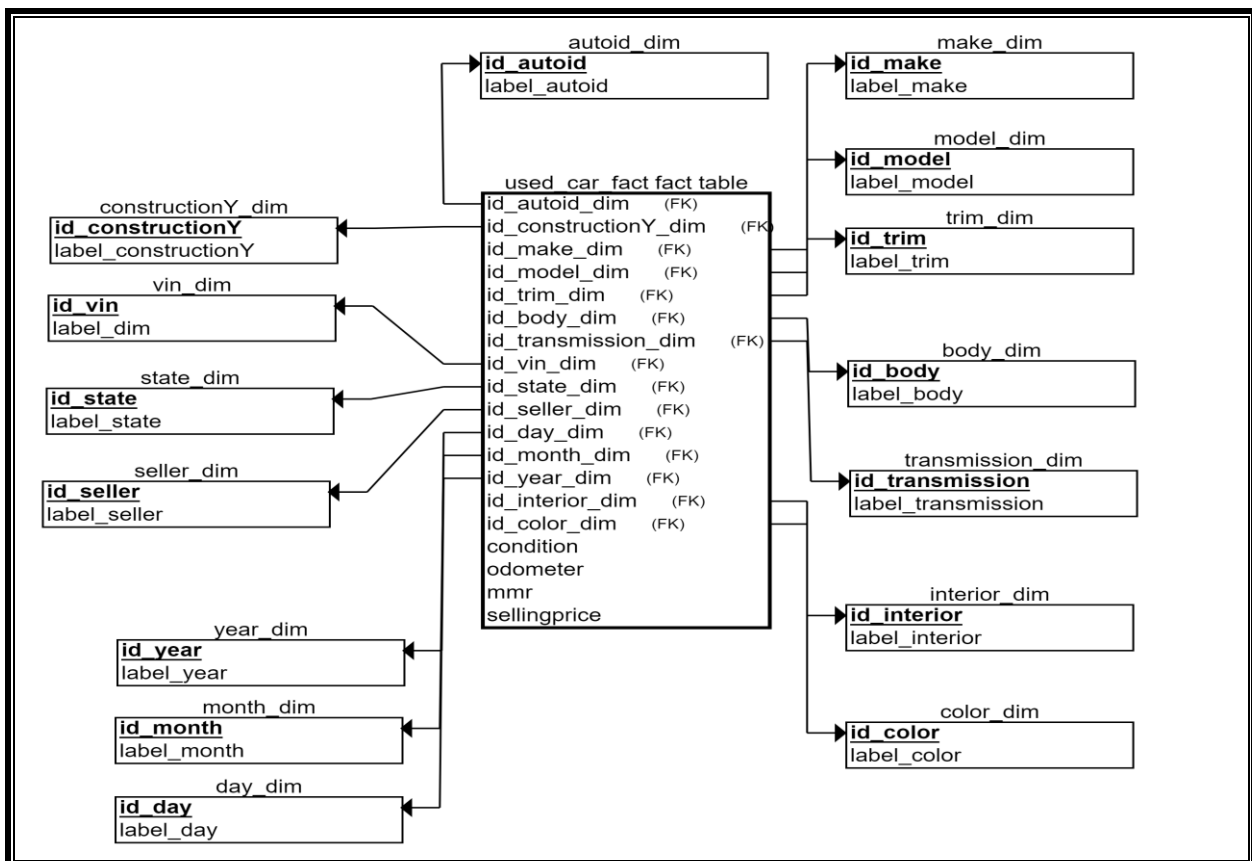 autoid_dim
id_autoid
label_autoid
make_dim
id_make
label_make
model_dim
id_model
label_model
trim_dim
id_trim
label_trim
used_car_fact fact table
id_autoid_dim (FK)
id_constructionY_dim (FK)
id_make_dim (FK)
id_model_dim (FK)
id_trim_dim (FK)
id_body_dim (FK)
id_transmission_dim (FK)
id_vin_dim (FK)
id_state_dim (FK)
id_seller_dim (FK)
id_day_dim (FK)
id_month_dim (FK)
id_year_dim (FK)
id_interior_dim (FK)
id_color_dim (FK)
condition
odometer
mmr
sellingprice
constructionY_dim
id_constructionY
label_constructionY
vin_dim
id_vin
label_dim
state_dim
id_state
label_state
seller_dim
id_seller
label_seller
body_dim
id_body
label_body
transmission_dim
id_transmission
label_transmission
interior_dim
id_interior
label_interior
color_dim
id_color
label_color
year_dim
id_year
label_year
month_dim
id_month
label_month
day_dim
id_day
label_day